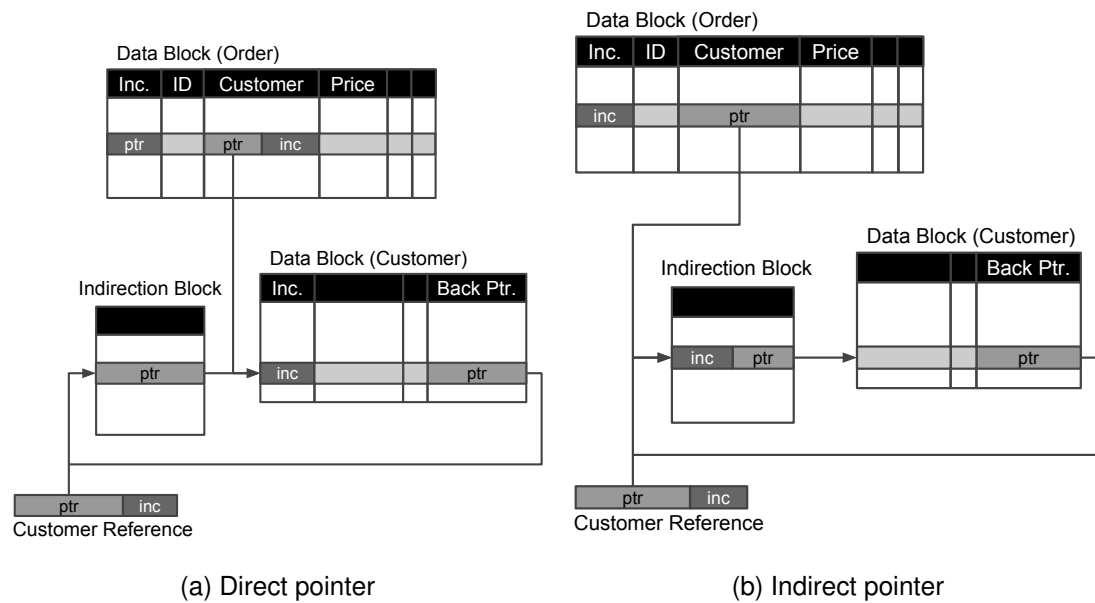 Data Block (Order)
Inc. ID Customer Price
ptr ptr inc
Data Block (Customer)
Indirection Block
Inc. Back Ptr.
ptr inc ptr
ptr inc
Customer Reference
(a) Direct pointer
Data Block (Order)
Inc. ID Customer Price
inc ptr
Data Block (Customer)
Indirection Block
Back Ptr.
inc ptr ptr
ptr inc
Customer Reference
(b) Indirect pointer